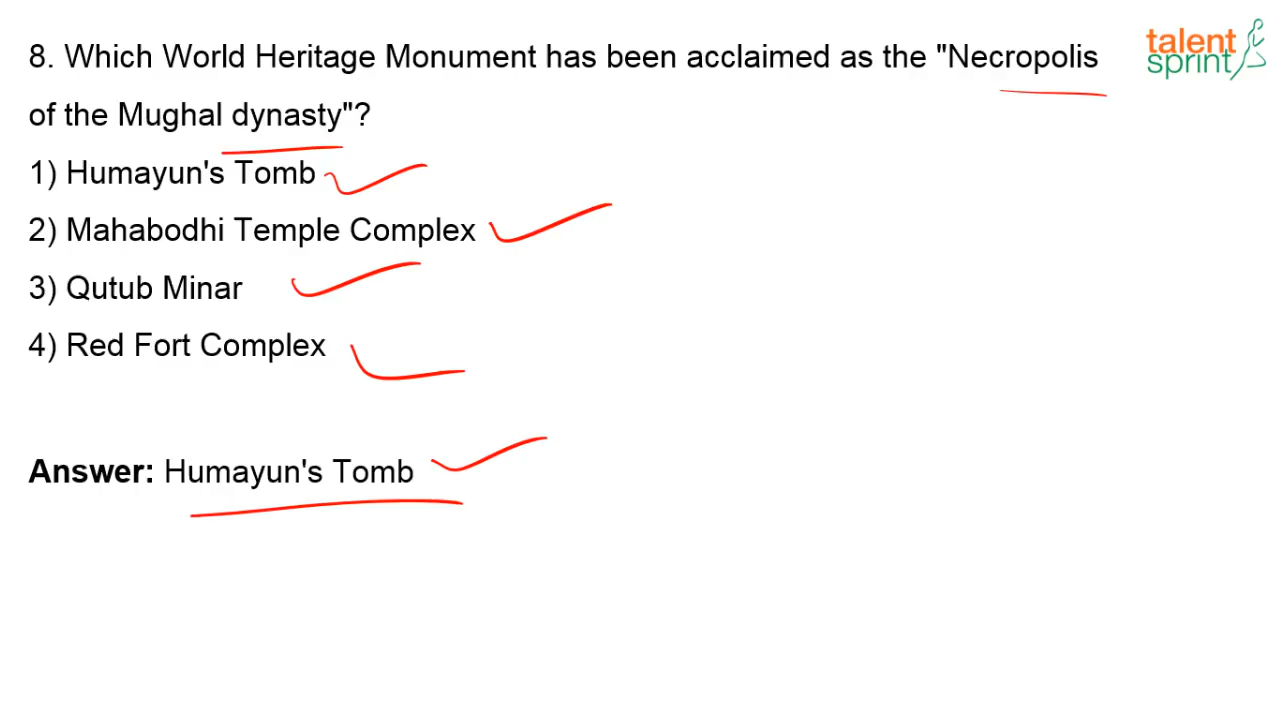 8. Which World Heritage Monument has been acclaimed as the "Necropolis
of the Mughal dynasty"?
1) Humayun's Tomb
2) Mahabodhi Temple Complex
3) Qutub Minar
4) Red Fort Complex
Answer: Humayun's Tomb
talent
sprint